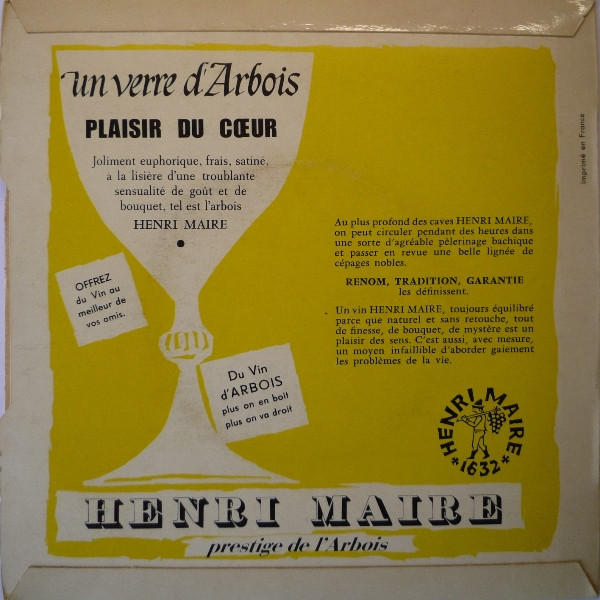 un verre d'Arbois
PLAISIR DU CŒUR
Joliment euphorique, frais, satiné,
à la lisière d'une troublante
sensualité de goût et de
bouquet, tel est l'arbois
HENRI MAIRE
OFFREZ
du Vin au
meilleur de
vos amis.
Du Vin
d'ARBOIS
plus on en boit
plus on va droit
Au plus profond des caves HENRI MAIRE,
on peut circuler pendant des heures dans
une sorte d'agréable pèlerinage bachique
et passer en revue une belle lignée de
cépages nobles.
RENOM, TRADITION, GARANTIE
les définissent.
Un vin HENRI MAIRE, toujours équilibré
parce que naturel et sans retouche, tout
de finesse, de bouquet, de mystère est un
plaisir des sens. C'est aussi, avec mesure,
un moyen infaillible d'aborder gaiement
les problèmes de la vie.
HENRI MAIRE
*1632*
HENRI MAIRE
prestige de l'Arbois
imprimé en France